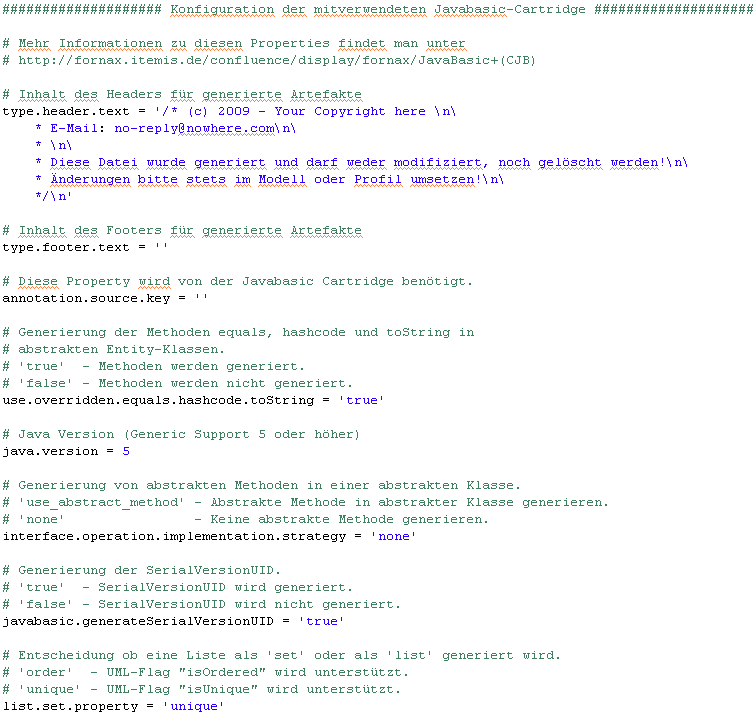 #################### Konfiguration der mitverwendeten Javabasic-Cartridge ####################
# Mehr Informationen zu diesen Properties findet man unter
# http://fornax.itemis.de/confluence/display/fornax/JavaBasic+(CJB)
# Inhalt des Headers für generierte Artefakte
type.header.text = '/* (c) 2009 - Your Copyright here \n\
* E-Mail: no-reply@nowhere.com\n\
* \n\
* Diese Datei wurde generiert und darf weder modifiziert, noch gelöscht werden!\n\
* Änderungen bitte stets im Modell oder Profil umsetzen!\n\
*/\n'
# Inhalt des Footers für generierte Artefakte
type.footer.text = ''
# Diese Property wird von der Javabasic Cartridge benötigt.
annotation.source.key = ''
# Generierung der Methoden equals, hashcode und toString in
# abstrakten Entity-Klassen.
# 'true'  - Methoden werden generiert.
# 'false' - Methoden werden nicht generiert.
use.overridden.equals.hashcode.toString = 'true'
# Java Version (Generic Support 5 oder höher)
java.version = 5
# Generierung von abstrakten Methoden in einer abstrakten Klasse.
# 'use_abstract_method' - Abstrakte Methode in abstrakter Klasse generieren.
# 'none'                - Keine abstrakte Methode generieren.
interface.operation.implementation.strategy = 'none'
# Generierung der SerialVersionUID.
# 'true'  - SerialVersionUID wird generiert.
# 'false' - SerialVersionUID wird nicht generiert.
javabasic.generateSerialVersionUID = 'true'
# Entscheidung ob eine Liste als 'set' oder als 'list' generiert wird.
# 'order'  - UML-Flag "isOrdered" wird unterstützt.
# 'unique' - UML-Flag "isUnique" wird unterstützt.
list.set.property = 'unique'